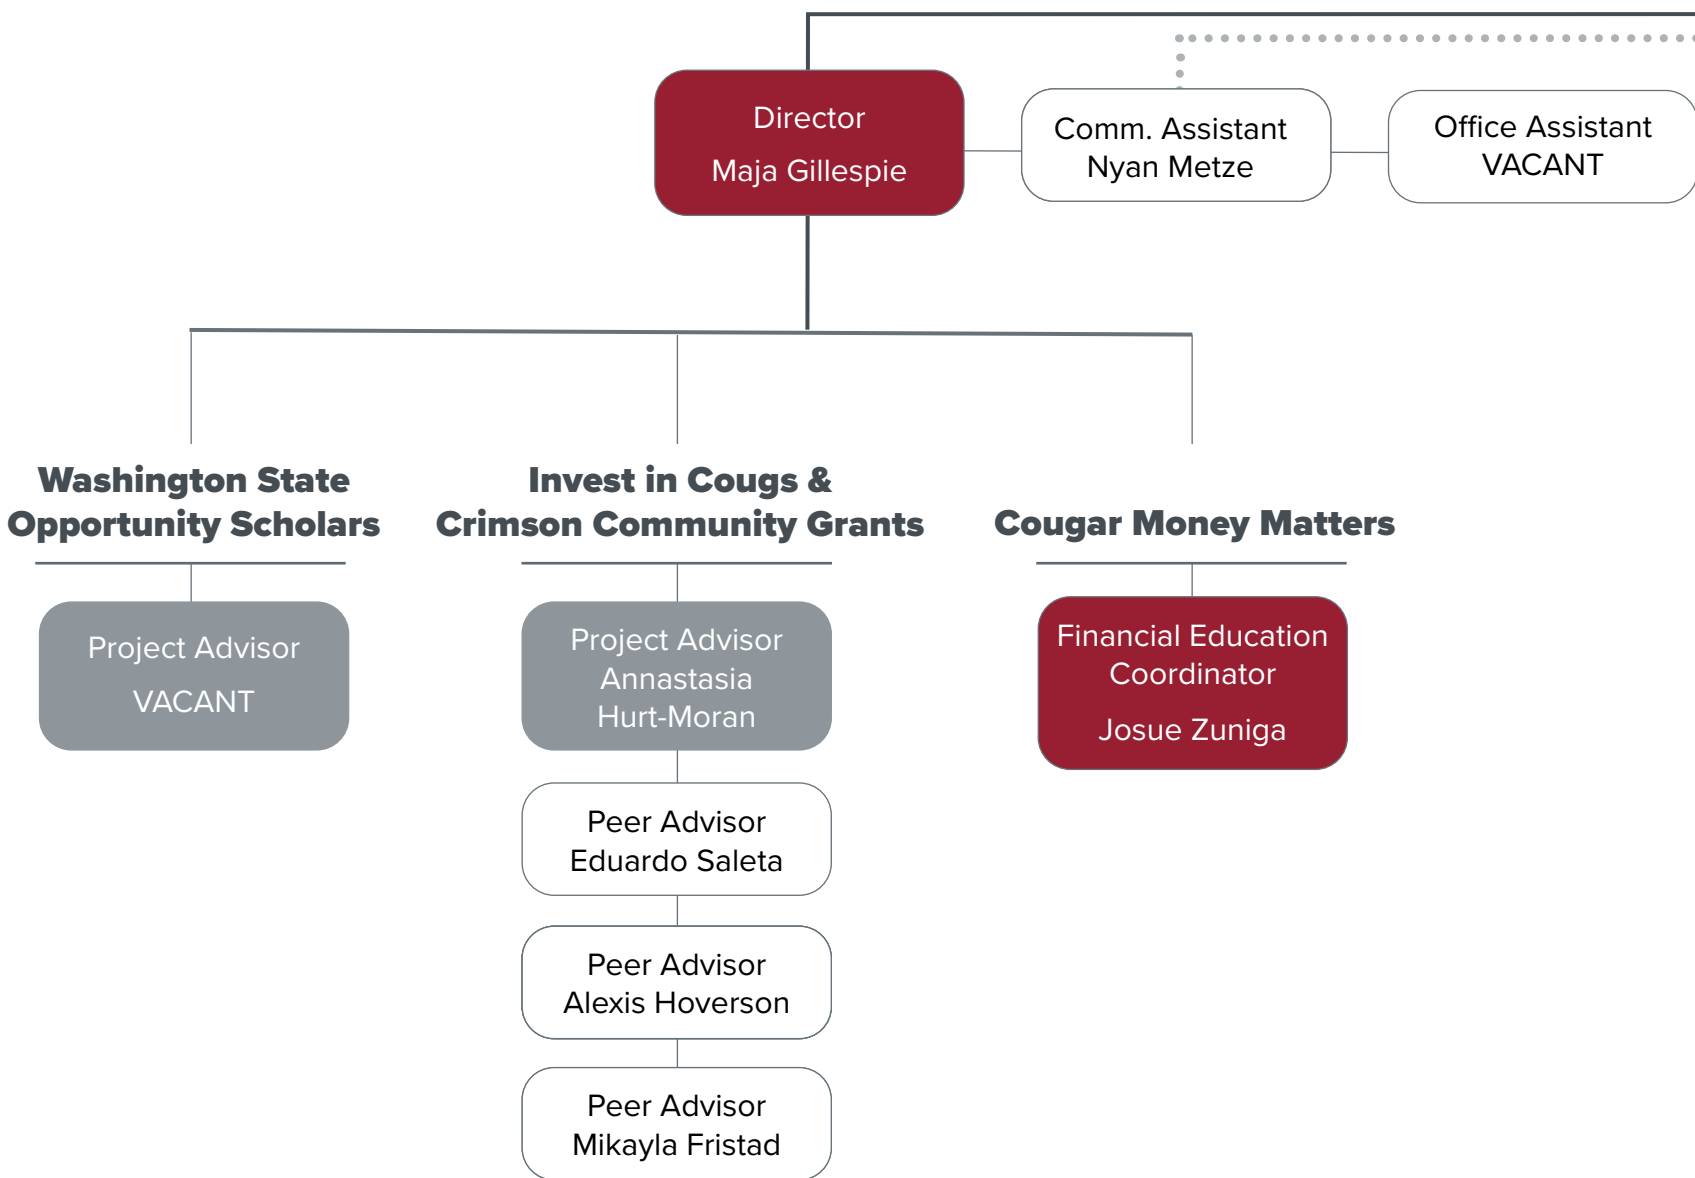 Director
Maja Gillespie
Comm. Assistant
Nyan Metze
Office Assistant
VACANT
Washington State
Opportunity Scholars
Project Advisor
VACANT
Invest in Cougs &
Crimson Community Grants
Project Advisor
Annastasia
Hurt-Moran
Peer Advisor
Eduardo Saleta
Peer Advisor
Alexis Hoverson
Peer Advisor
Mikayla Fristad
Cougar Money Matters
Financial Education
Coordinator
Josue Zuniga